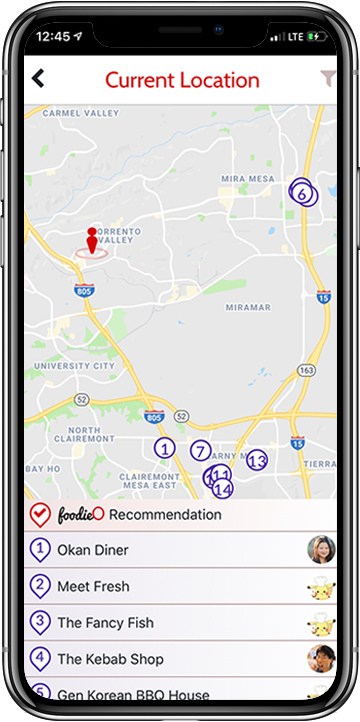 12:45 LTE
Current Location
CARMEL VALLEY
MIRA MESA
6
ORRENTO
VALLEY
805
15
MIRAMAR
163
UNIVERSITY CITY
52
805
52
15
NORTH
CLAIREMONT
1
7
ARNY M
13
BAY HO
TIERRA
CLAIREMONT
MESA EAST
11
14
foodieO Recommendation
1 Okan Diner
2 Meet Fresh
3 The Fancy Fish
4 The Kebab Shop
5 Gen Korean BBQ House